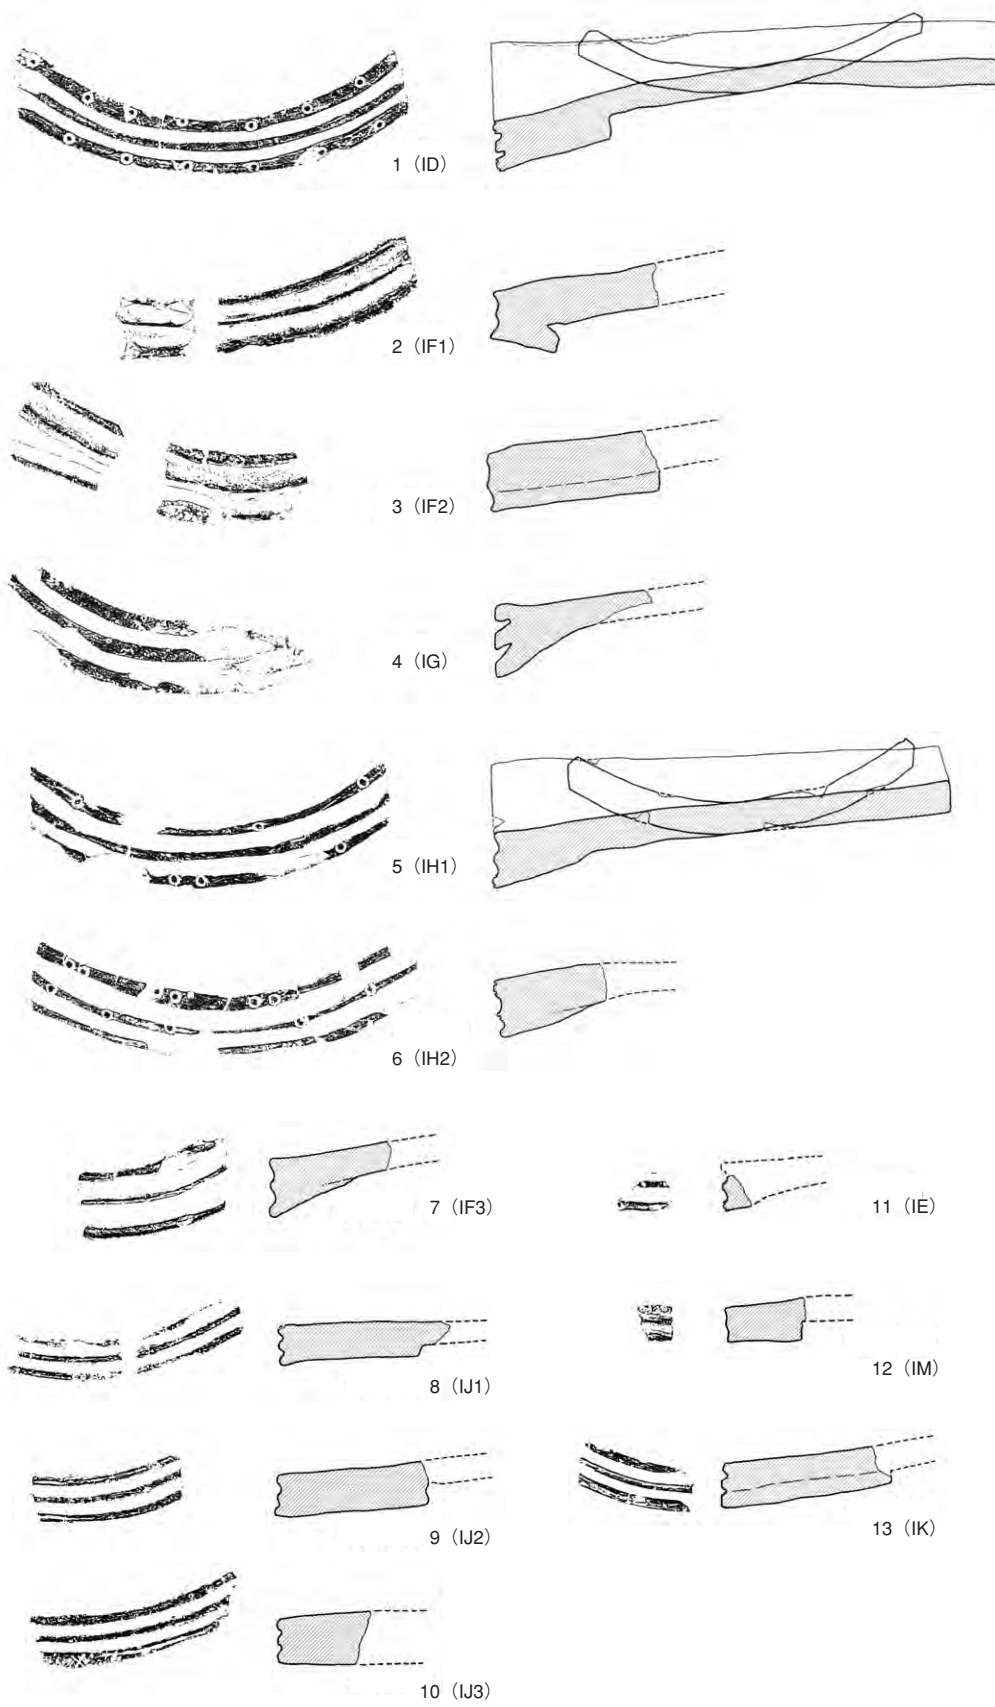 1（ID）
2（IF1）
3（IF2）
4（IG）
5（IH1）
6（IH2）
7（IF3）
11（IE）
8（IJ1）
12（IM）
9（IJ2）
13（IK）
10（IJ3）